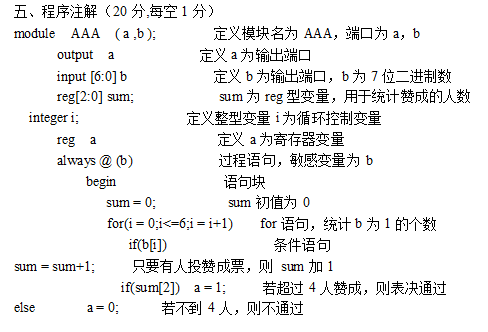 五、程序注解（20 分,每空 1 分）
module AAA ( a ,b ); 定义模块名为 AAA，端口为 a，b
output a 定义 a 为输出端口
input [6:0] b 定义 b 为输出端口，b 为 7 位二进制数
reg[2:0] sum; sum 为 reg 型变量，用于统计赞成的人数
integer i; 定义整型变量 i 为循环控制变量
reg a 定义 a 为寄存器变量
always @ (b) 过程语句，敏感变量为 b
begin 语句块
sum = 0; sum 初值为 0
for(i = 0;i<=6;i = i+1) for 语句，统计 b 为 1 的个数
if(b[i]) 条件语句
sum = sum+1; 只要有人投赞成票，则 sum 加 1
if(sum[2]) a = 1; 若超过 4 人赞成，则表决通过
else a = 0; 若不到 4 人，则不通过